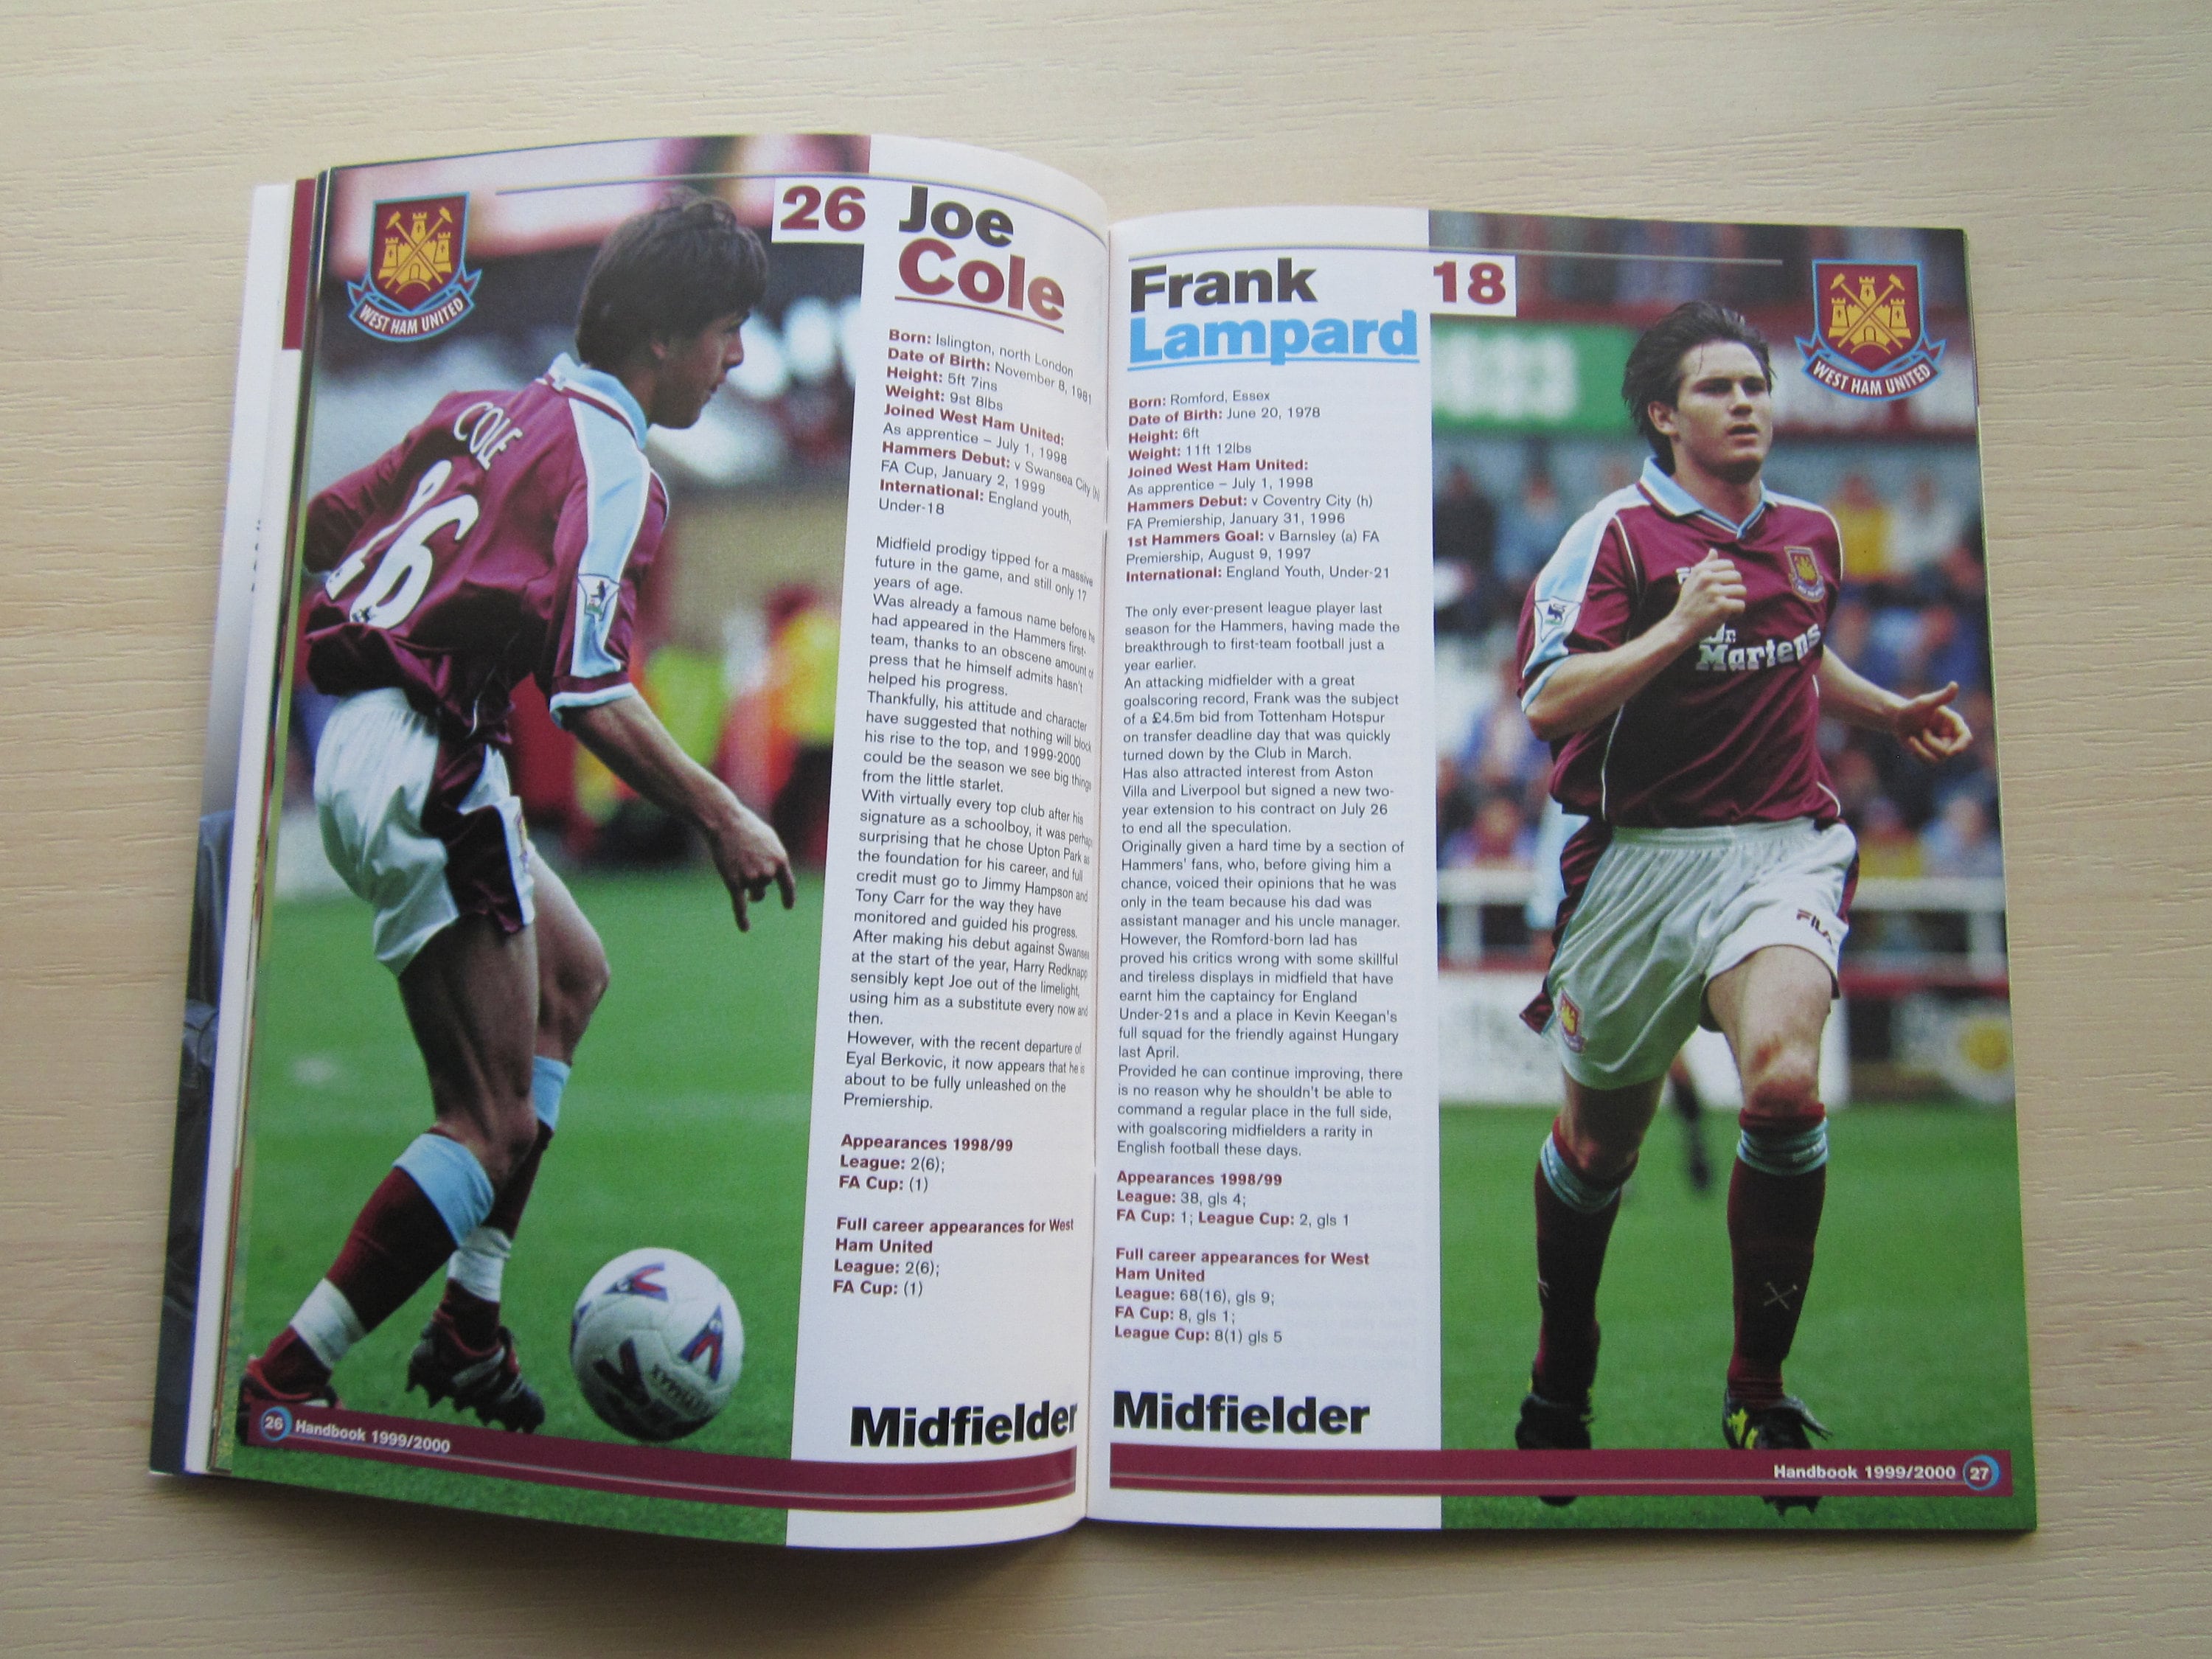 WEST HAM UNITED
COLE
26
26
Joe
Cole
Born: Islington, north London
Date of Birth: November 8, 1981
Height: 5ft 7ins
Weight: 9st 8lbs
Joined West Ham United:
As apprentice – July 1, 1998
Hammers Debut: v Swansea City (h)
FA Cup, January 2, 1999
International: England youth,
Under-18
Midfield prodigy tipped for a massive
future in the game, and still only 17
years of age.
Was already a famous name before he
had appeared in the Hammers first-
team, thanks to an obscene amount of
press that he himself admits hasn't
helped his progress.
Thankfully, his attitude and character
have suggested that nothing will block
his rise to the top, and 1999-2000
could be the season we see big things
from the little starlet.
With virtually every top club after his
signature as a schoolboy, it was perhaps
surprising that he chose Upton Park as
the foundation for his career, and full
credit must go to Jimmy Hampson and
Tony Carr for the way they have
monitored and guided his progress.
After making his debut against Swansea
at the start of the year, Harry Redknapp
sensibly kept Joe out of the limelight,
using him as a substitute every now and
then.
However, with the recent departure of
Eyal Berkovic, it now appears that he is
about to be fully unleashed on the
Premiership.
Appearances 1998/99
League: 2(6);
FA Cup: (1)
Full career appearances for West
Ham United
League: 2(6);
FA Cup: (1)
Midfielder
26 Handbook 1999/2000
Frank
Lampard
18
WEST HAM UNITED
Born: Romford, Essex
Date of Birth: June 20, 1978
Height: 6ft
Weight: 11ft 12lbs
Joined West Ham United:
As apprentice – July 1, 1998
Hammers Debut: v Coventry City (h)
FA Premiership, January 31, 1996
1st Hammers Goal: v Barnsley (a) FA
Premiership, August 9, 1997
International: England Youth, Under-21
The only ever-present league player last
season for the Hammers, having made the
breakthrough to first-team football just a
year earlier.
An attacking midfielder with a great
goalscoring record, Frank was the subject
of a £4.5m bid from Tottenham Hotspur
on transfer deadline day that was quickly
turned down by the Club in March.
Has also attracted interest from Aston
Villa and Liverpool but signed a new two-
year extension to his contract on July 26
to end all the speculation.
Originally given a hard time by a section of
Hammers' fans, who, before giving him a
chance, voiced their opinions that he was
only in the team because his dad was
assistant manager and his uncle manager.
However, the Romford-born lad has
proved his critics wrong with some skillful
and tireless displays in midfield that have
earnt him the captaincy for England
Under-21s and a place in Kevin Keegan's
full squad for the friendly against Hungary
last April.
Provided he can continue improving, there
is no reason why he shouldn't be able to
command a regular place in the full side,
with goalscoring midfielders a rarity in
English football these days.
Appearances 1998/99
League: 38, gls 4;
FA Cup: 1; League Cup: 2, gls 1
Full career appearances for West
Ham United
League: 68(16), gls 9;
FA Cup: 8, gls 1;
League Cup: 8(1) gls 5
Midfielder
Dr.
Martens
FILA
Handbook 1999/2000 27